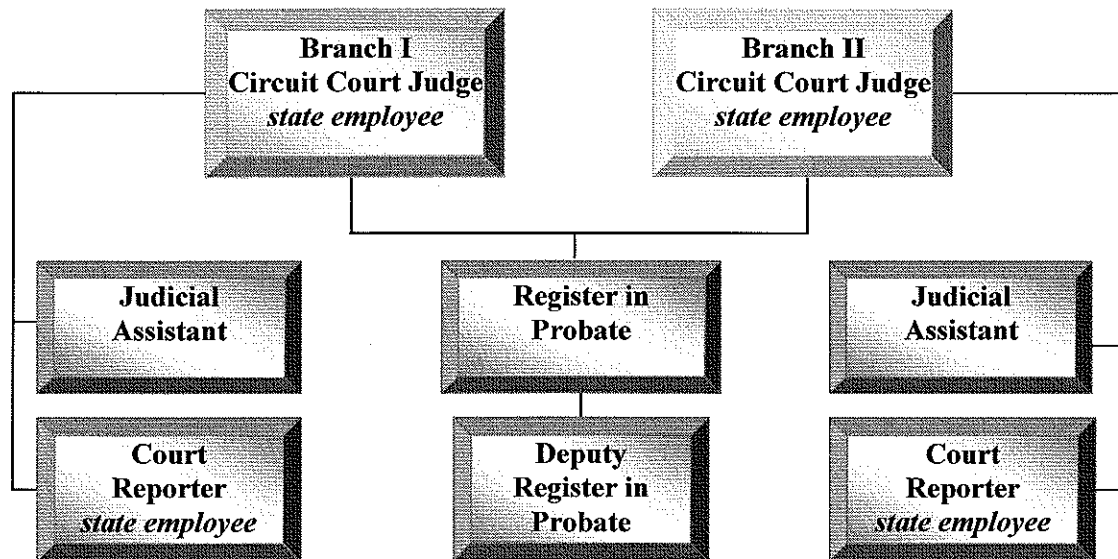 Branch I
Circuit Court Judge
state employee
Branch II
Circuit Court Judge
state employee
Judicial
Assistant
Register in
Probate
Judicial
Assistant
Court
Reporter
state employee
Deputy
Register in
Probate
Court
Reporter
state employee